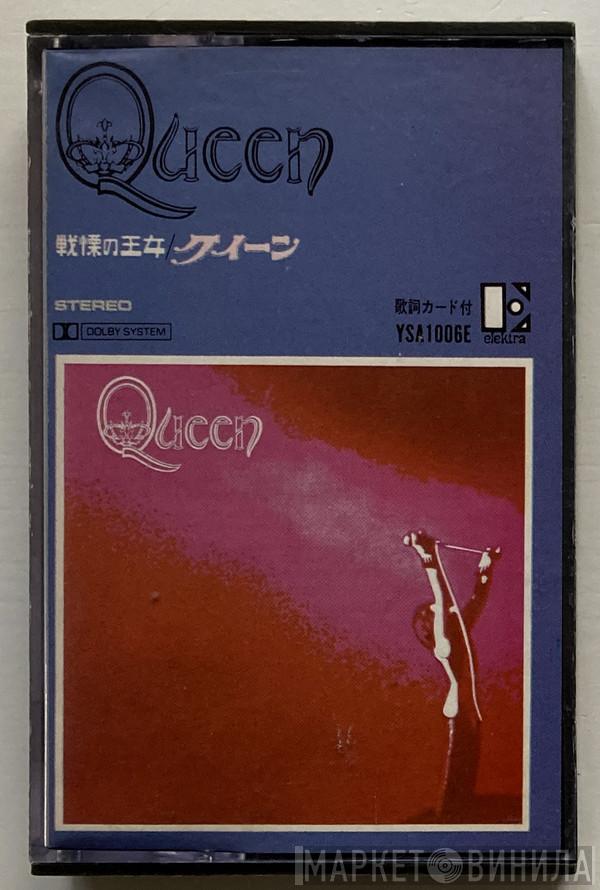 Queen
戦慄の王女/クイーン
STEREO
歌詞カード付
DOLBY SYSTEM
YSA1006E
elektra
Queen
МАРКЕТ ВИНИЛА